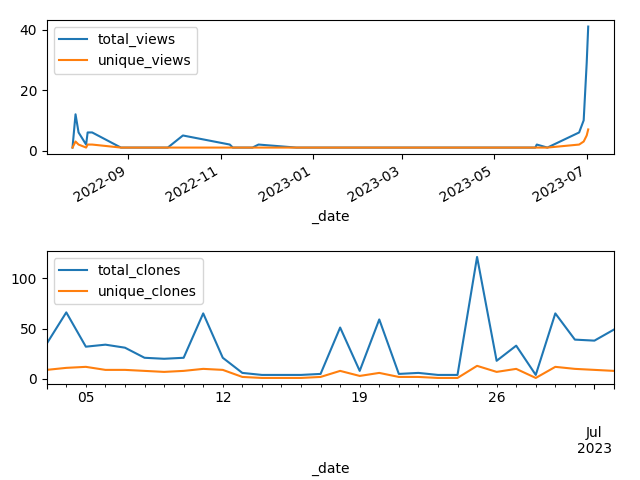 40
20
0
total_views
unique_views
2022-09
2022-11
2023-01
2023-03
2023-05
2023-07
_date
100
50
0
total_clones
unique_clones
05
12
19
26
Jul
2023
_date